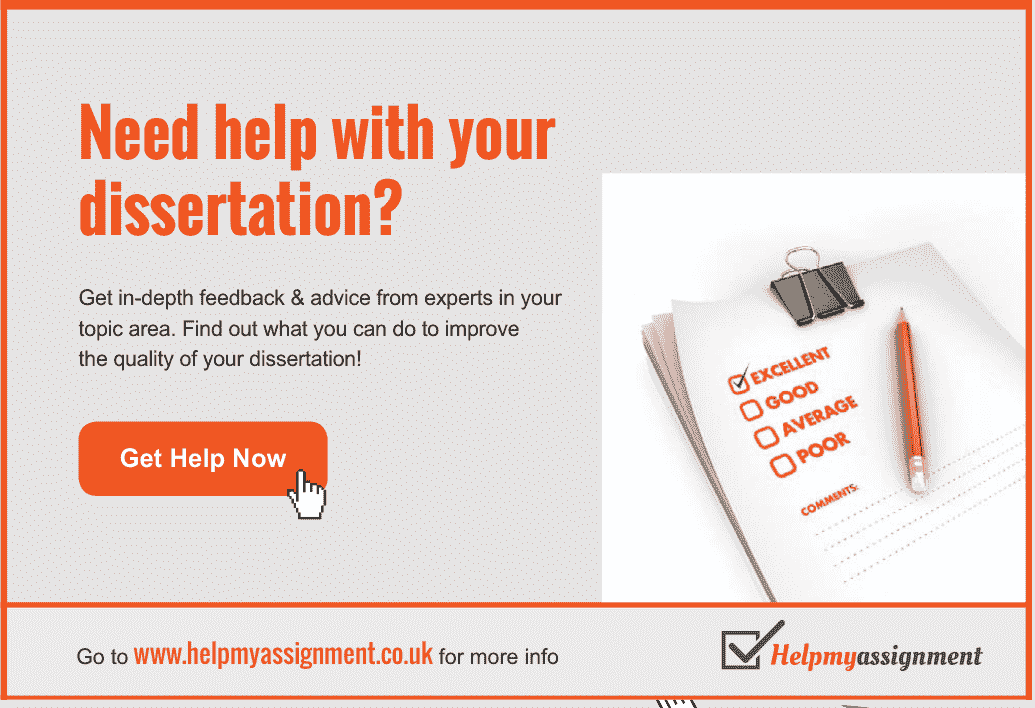 Need help with your
dissertation?
Get in-depth feedback & advice from experts in your
topic area. Find out what you can do to improve
the quality of your dissertation!
Get Help Now
EXCELLENT
GOOD
AVERAGE
POOR
COMMENTS:
Go to www.helpmyassignment.co.uk for more info
Helpmyassignment